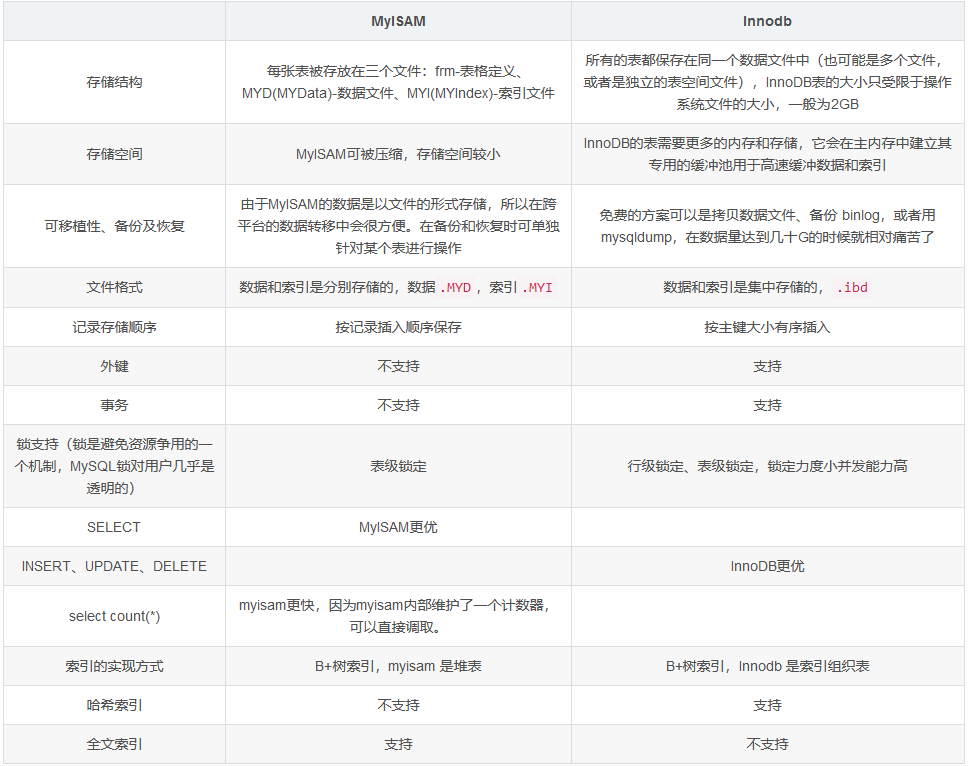 MyISAM
Innodb
存储结构
每张表被存放在三个文件：frm-表格定义、
MYD(MYData)-数据文件、MYI(MYIndex)-索引文件
所有的表都保存在同一个数据文件中（也可能是多个文件，
或者是独立的表空间文件），InnoDB表的大小只受限于操作
系统文件的大小，一般为2GB
存储空间
MyISAM可被压缩，存储空间较小
InnoDB的表需要更多的内存和存储，它会在主内存中建立其
专用的缓冲池用于高速缓冲数据和索引
可移植性、备份及恢复
由于MyISAM的数据是以文件的形式存储，所以在跨
平台的数据转移中会很方便。在备份和恢复时可单独
针对某个表进行操作
免费的方案可以是拷贝数据文件、备份 binlog，或者用
mysqldump，在数据量达到几十G的时候就相对痛苦了
文件格式
数据和索引是分别存储的，数据 .MYD ，索引 .MYI
数据和索引是集中存储的， .ibd
记录存储顺序
按记录插入顺序保存
按主键大小有序插入
外键
不支持
支持
事务
不支持
支持
锁支持（锁是避免资源争用的一
个机制，MySQL锁对用户几乎是
透明的）
表级锁定
行级锁定、表级锁定，锁定力度小并发能力高
SELECT
MyISAM更优
INSERT、UPDATE、DELETE
InnoDB更优
select count(*)
myisam更快，因为myisam内部维护了一个计数器，
可以直接调取。
索引的实现方式
B+树索引，myisam 是堆表
B+树索引，Innodb 是索引组织表
哈希索引
不支持
支持
全文索引
支持
不支持